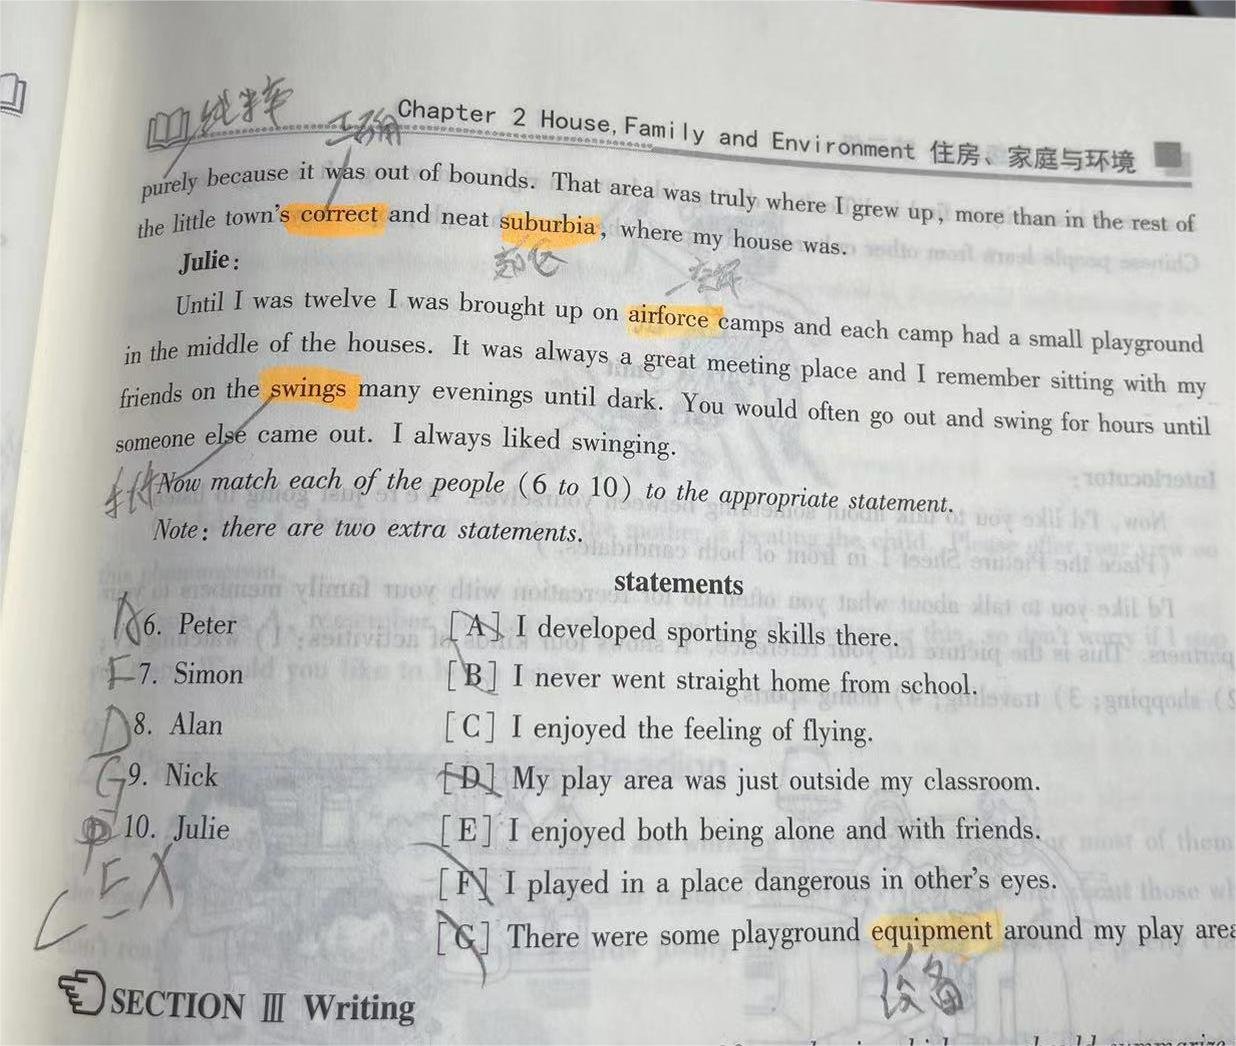 Chapter 2 House, Family and Environment 住房、家庭与环境
purely because it was out of bounds. That area was truly where I grew up, more than in the rest of
the little town's correct and neat suburbia, where my house was.
Julie:
Until I was twelve I was brought up on airforce camps and each camp had a small playground
in the middle of the houses. It was always a great meeting place and I remember sitting with my
friends on the swings many evenings until dark. You would often go out and swing for hours until
someone else came out. I always liked swinging.
Now match each of the people (6 to 10) to the appropriate statement.
Note: there are two extra statements.
statements
A 6. Peter [A] I developed sporting skills there.
F 7. Simon [B] I never went straight home from school.
D 8. Alan [C] I enjoyed the feeling of flying.
G 9. Nick [D] My play area was just outside my classroom.
10. Julie [E] I enjoyed both being alone and with friends.
E X
C
[F] I played in a place dangerous in other's eyes.
[G] There were some playground equipment around my play area
设备
SECTION Ⅲ Writing